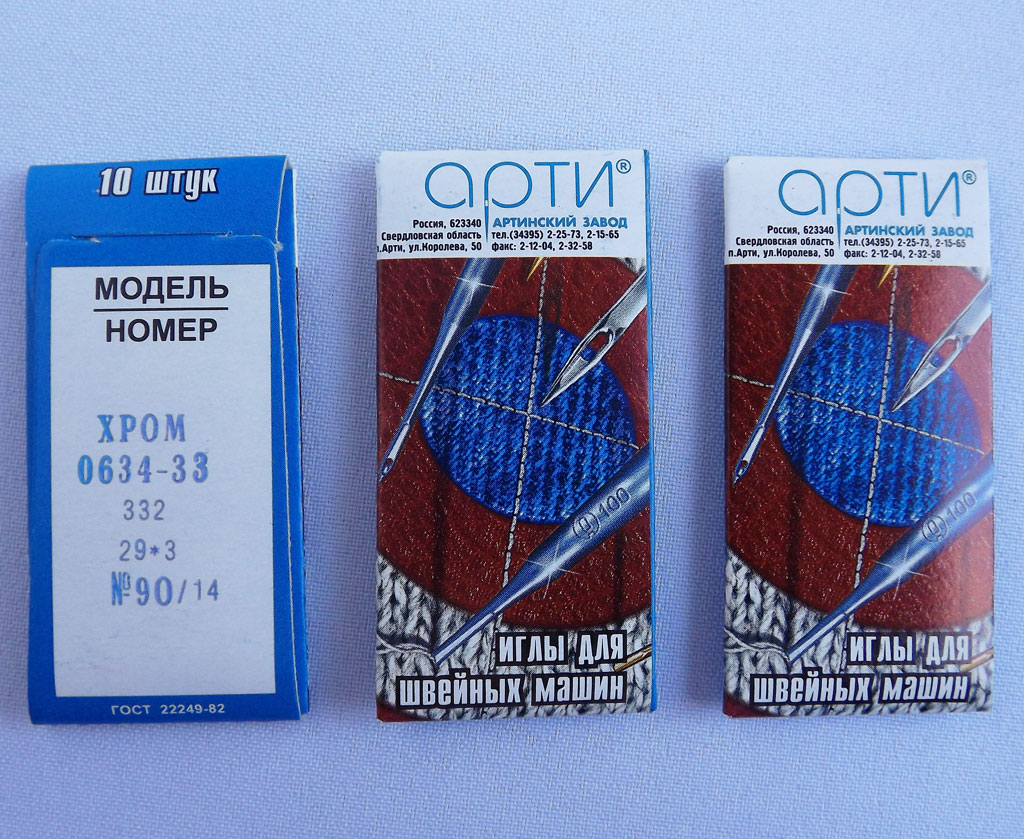 10 штук
МОДЕЛЬ
НОМЕР
ХРОМ
0634-33
332
29*3
№90/14
ГОСТ 22249-82
арти®
Россия, 623340
Свердловская область
п.Арти, ул.Королева, 50
АРТИНСКИЙ ЗАВОД
тел.(34395) 2-25-73, 2-15-65
факс: 2-12-04, 2-32-58
100
ИГЛЫ ДЛЯ
ШВЕЙНЫХ МАШИН
арти®
Россия, 623340
Свердловская область
п.Арти, ул.Королева, 50
АРТИНСКИЙ ЗАВОД
тел.(34395) 2-25-73, 2-15-65
факс: 2-12-04, 2-32-58
100
ИГЛЫ ДЛЯ
ШВЕЙНЫХ МАШИН